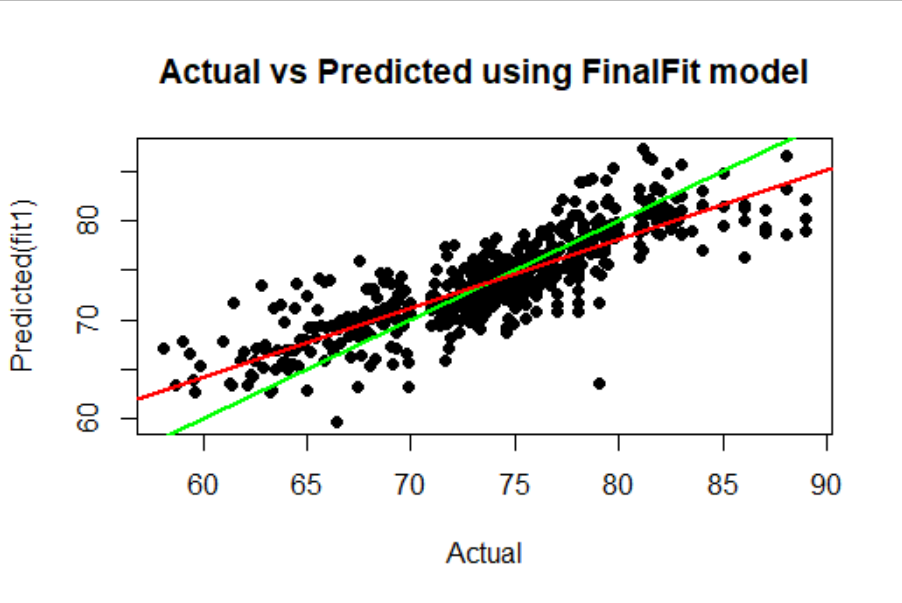 Actual vs Predicted using FinalFit model
Predicted(fit1)
80
70
60
60 65 70 75 80 85 90
Actual